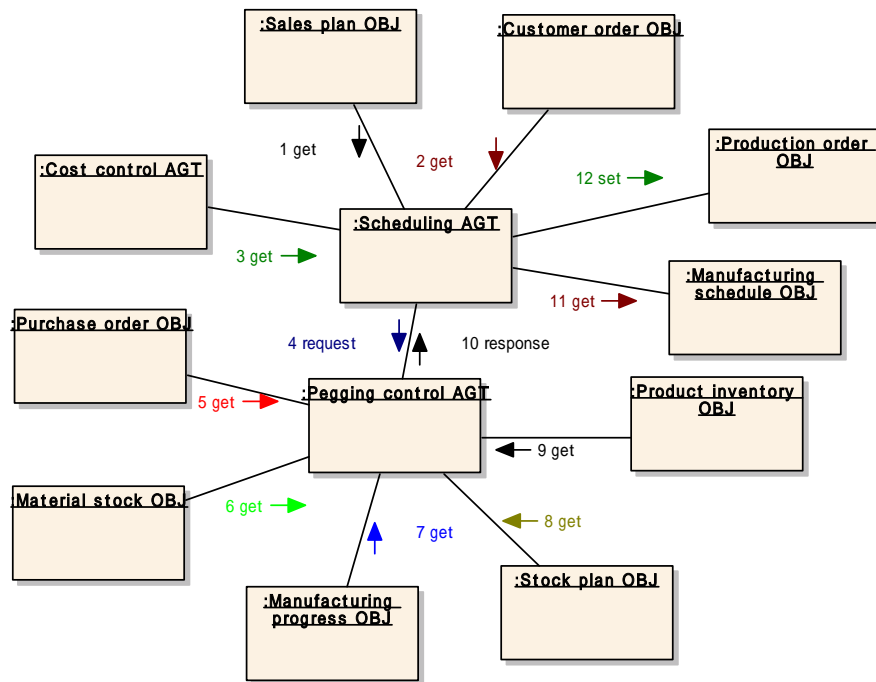 :Sales plan OBJ
:Customer order OBJ
1 get
2 get
:Production order
OBJ
12 set
:Cost control AGT
:Scheduling AGT
3 get
:Manufacturing
schedule OBJ
11 get
:Purchase order OBJ
4 request
10 response
:Pegging control AGT
:Product inventory
OBJ
5 get
9 get
:Material stock OBJ
6 get
7 get
8 get
:Stock plan OBJ
:Manufacturing
progress OBJ